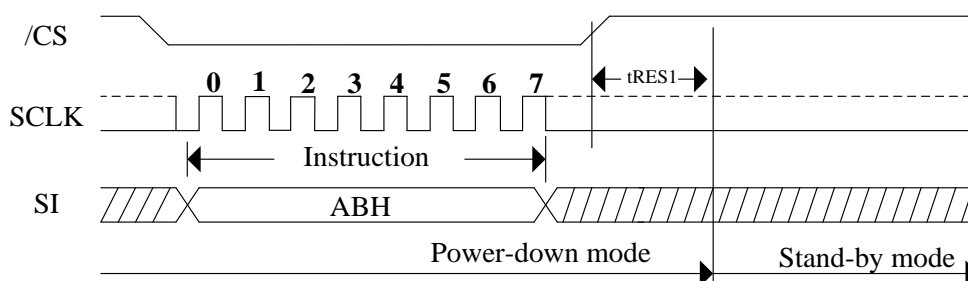 /CS
tRES1
0 1 2 3 4 5 6 7
SCLK
Instruction
SI
ABH
Power-down mode
Stand-by mode